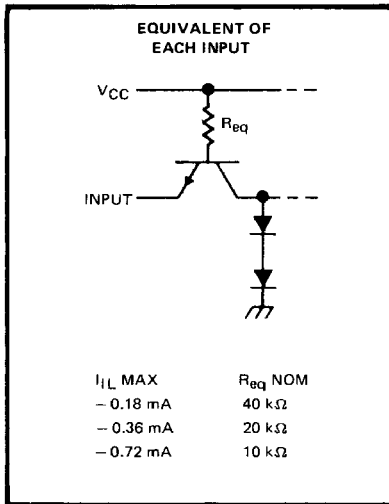 EQUIVALENT OF
EACH INPUT
VCC
Req
INPUT
IIL MAX Req NOM
– 0.18 mA 40 kΩ
– 0.36 mA 20 kΩ
– 0.72 mA 10 kΩ